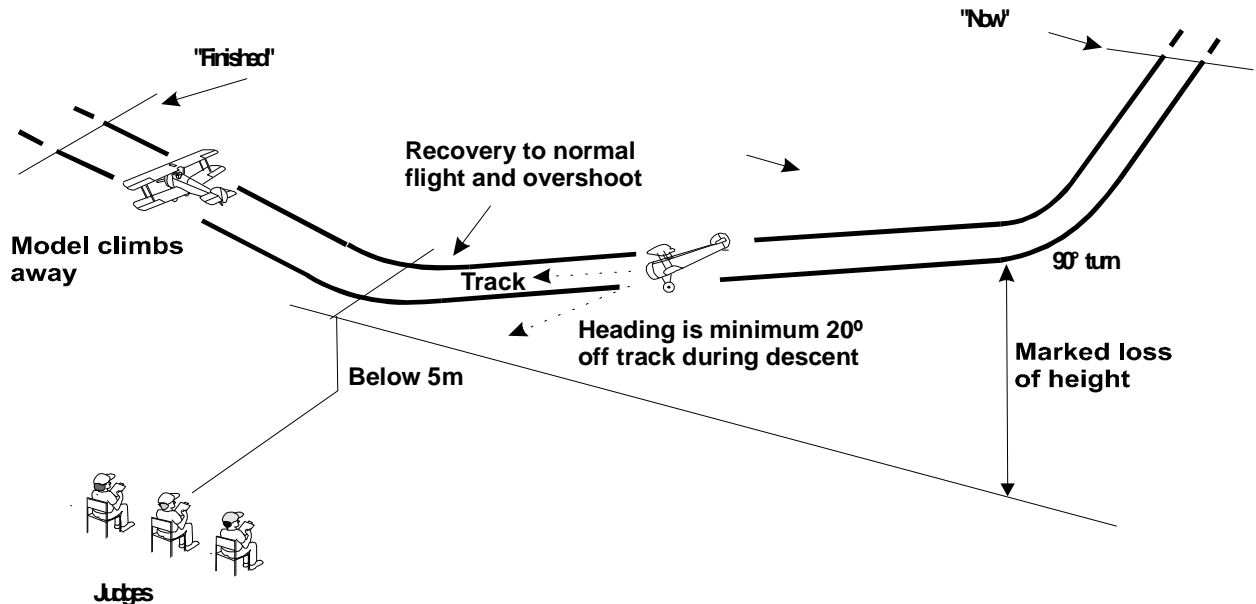 "Now"
"Finished"
Recovery to normal
flight and overshoot
Model climbs
away
90° turn
Track
Heading is minimum 20º
off track during descent
Marked loss
of height
Below 5m
Judges